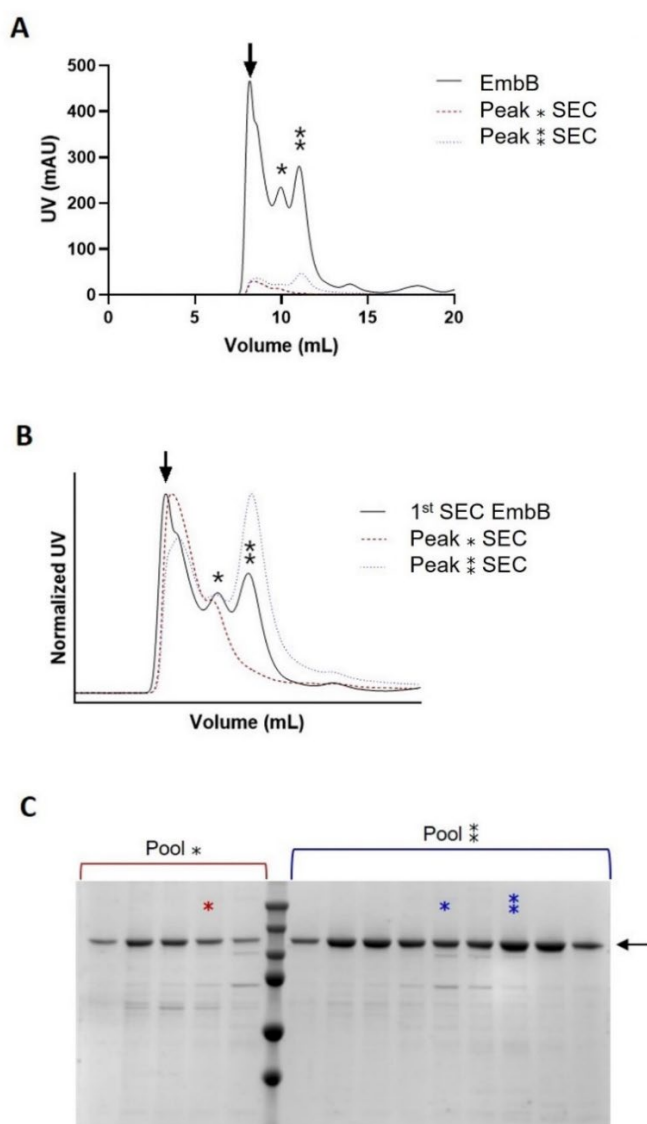 A
500
400
300
200
100
0
UV (mAU)
0 5 10 15 20
Volume (mL)
*
**
EmbB
Peak * SEC
Peak ** SEC
B
Normalized UV
Volume (mL)
*
**
1st SEC EmbB
Peak * SEC
Peak ** SEC
C
Pool *
Pool **
*
*
**